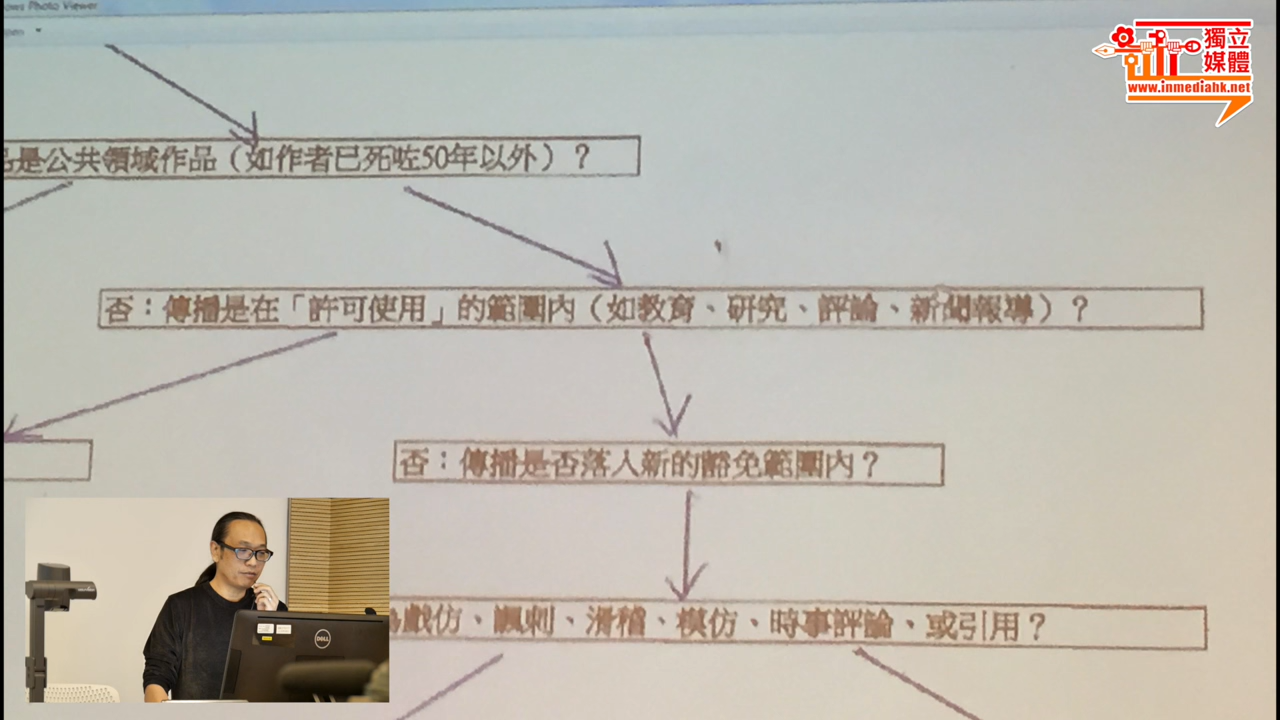 Photo Viewer
獨立
媒體
www.inmediahk.net
是公共領域作品（如作者已死咗50年以外）？
否：傳播是在「許可使用」的範圍內（如教育、研究、評論、新聞報導）？
否：傳播是否落入新的豁免範圍內？
戲仿、諷刺、滑稽、模仿、時事評論、或引用？
DELL